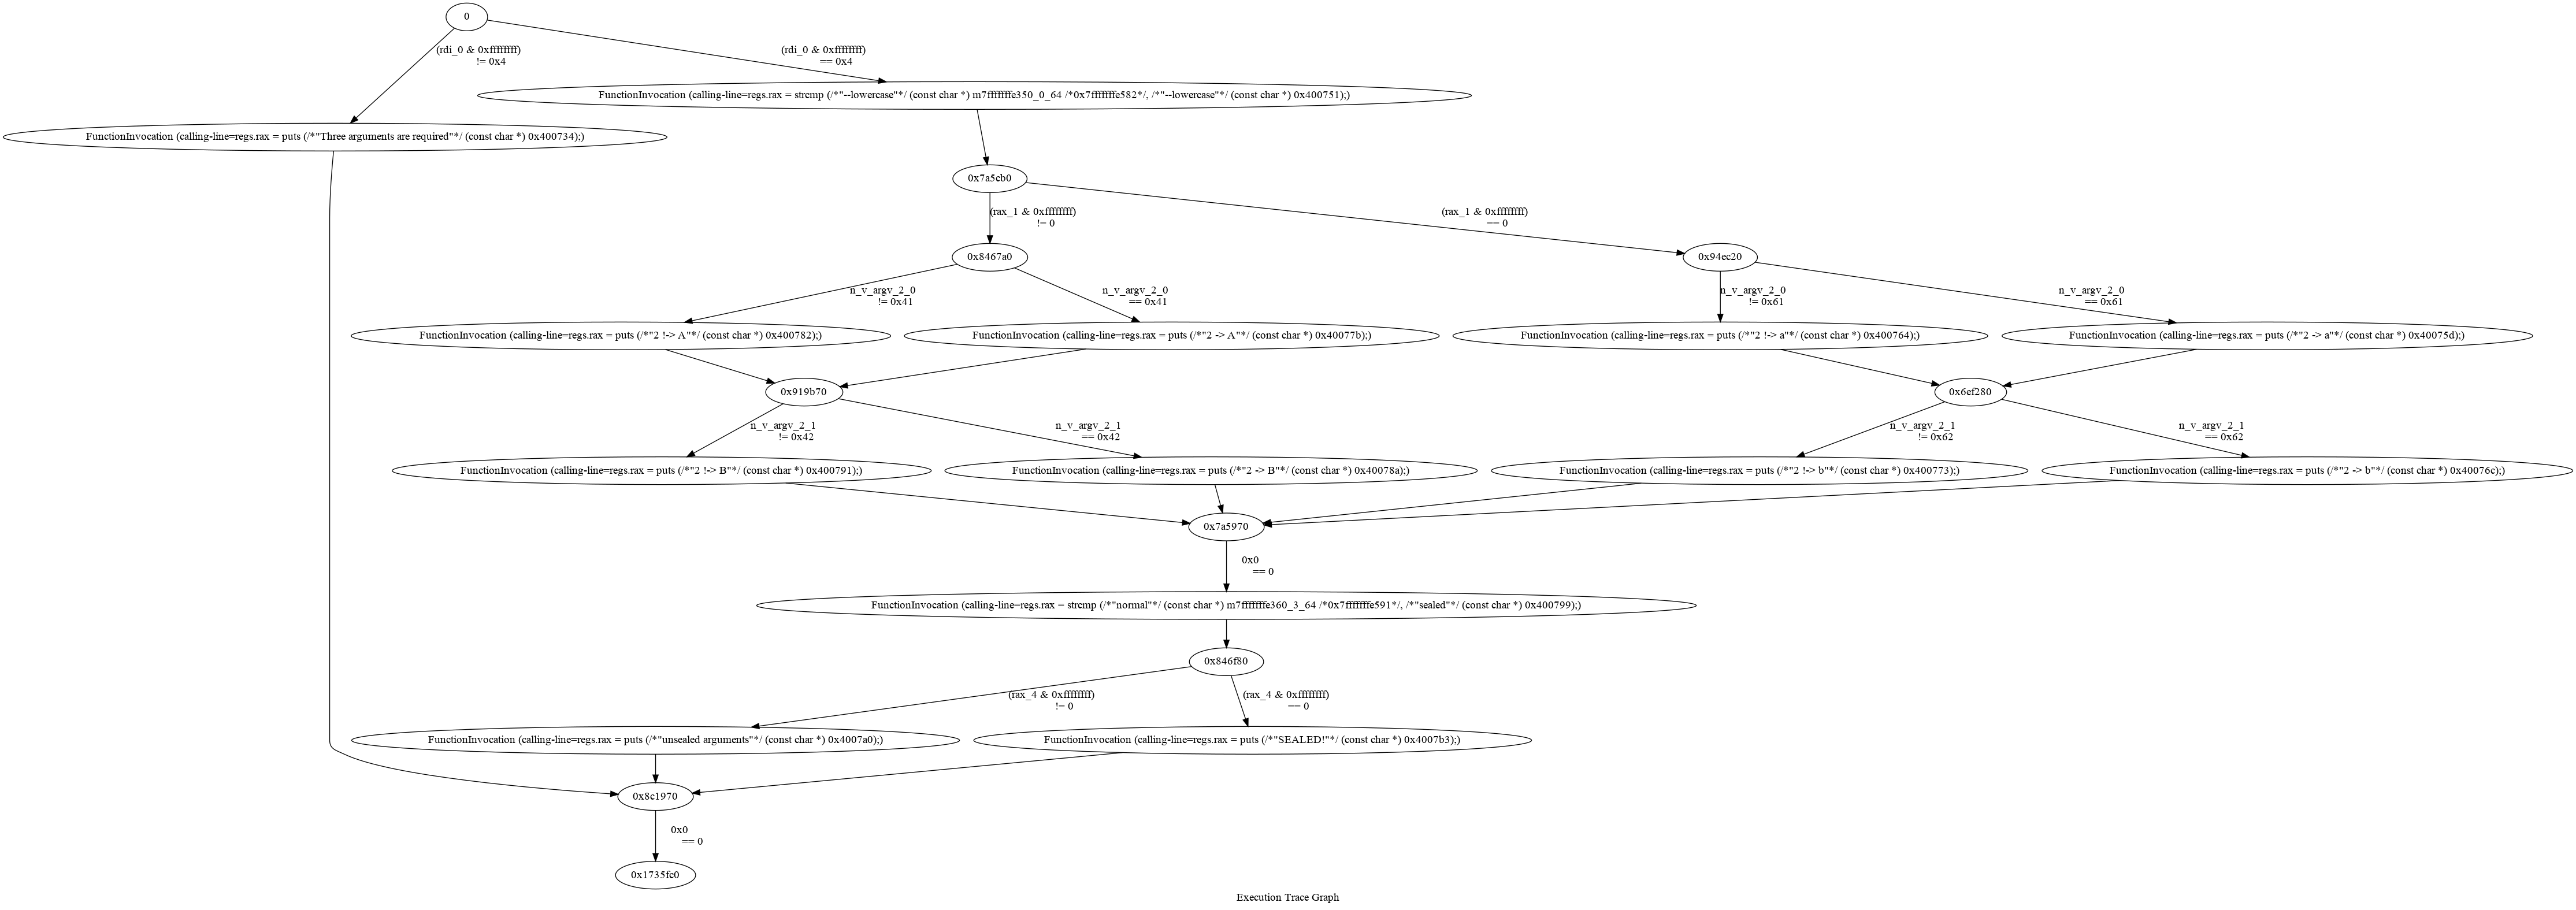 0
(rdi_0 & 0xffffffff)
!= 0x4
(rdi_0 & 0xffffffff)
== 0x4
FunctionInvocation (calling-line=regs.rax = strcmp (/*"--lowercase"*/ (const char *) m7fffffffe350_0_64 /*0x7fffffffe582*/, /*"--lowercase"*/ (const char *) 0x400751);)
FunctionInvocation (calling-line=regs.rax = puts (/*"Three arguments are required"*/ (const char *) 0x400734);)
0x7a5cb0
(rax_1 & 0xffffffff)
!= 0
(rax_1 & 0xffffffff)
== 0
0x8467a0
0x94ec20
n_v_argv_2_0
!= 0x41
n_v_argv_2_0
== 0x41
n_v_argv_2_0
!= 0x61
n_v_argv_2_0
== 0x61
FunctionInvocation (calling-line=regs.rax = puts (/*"2 !-> A"*/ (const char *) 0x400782);)
FunctionInvocation (calling-line=regs.rax = puts (/*"2 -> A"*/ (const char *) 0x40077b);)
FunctionInvocation (calling-line=regs.rax = puts (/*"2 !-> a"*/ (const char *) 0x400764);)
FunctionInvocation (calling-line=regs.rax = puts (/*"2 -> a"*/ (const char *) 0x40075d);)
0x919b70
0x6ef280
n_v_argv_2_1
!= 0x42
n_v_argv_2_1
== 0x42
n_v_argv_2_1
!= 0x62
n_v_argv_2_1
== 0x62
FunctionInvocation (calling-line=regs.rax = puts (/*"2 !-> B"*/ (const char *) 0x400791);)
FunctionInvocation (calling-line=regs.rax = puts (/*"2 -> B"*/ (const char *) 0x40078a);)
FunctionInvocation (calling-line=regs.rax = puts (/*"2 !-> b"*/ (const char *) 0x400773);)
FunctionInvocation (calling-line=regs.rax = puts (/*"2 -> b"*/ (const char *) 0x40076c);)
0x7a5970
0x0
== 0
FunctionInvocation (calling-line=regs.rax = strcmp (/*"normal"*/ (const char *) m7fffffffe360_3_64 /*0x7fffffffe591*/, /*"sealed"*/ (const char *) 0x400799);)
0x846f80
(rax_4 & 0xffffffff)
!= 0
(rax_4 & 0xffffffff)
== 0
FunctionInvocation (calling-line=regs.rax = puts (/*"unsealed arguments"*/ (const char *) 0x4007a0);)
FunctionInvocation (calling-line=regs.rax = puts (/*"SEALED!"*/ (const char *) 0x4007b3);)
0x8c1970
0x0
== 0
0x1735fc0
Execution Trace Graph